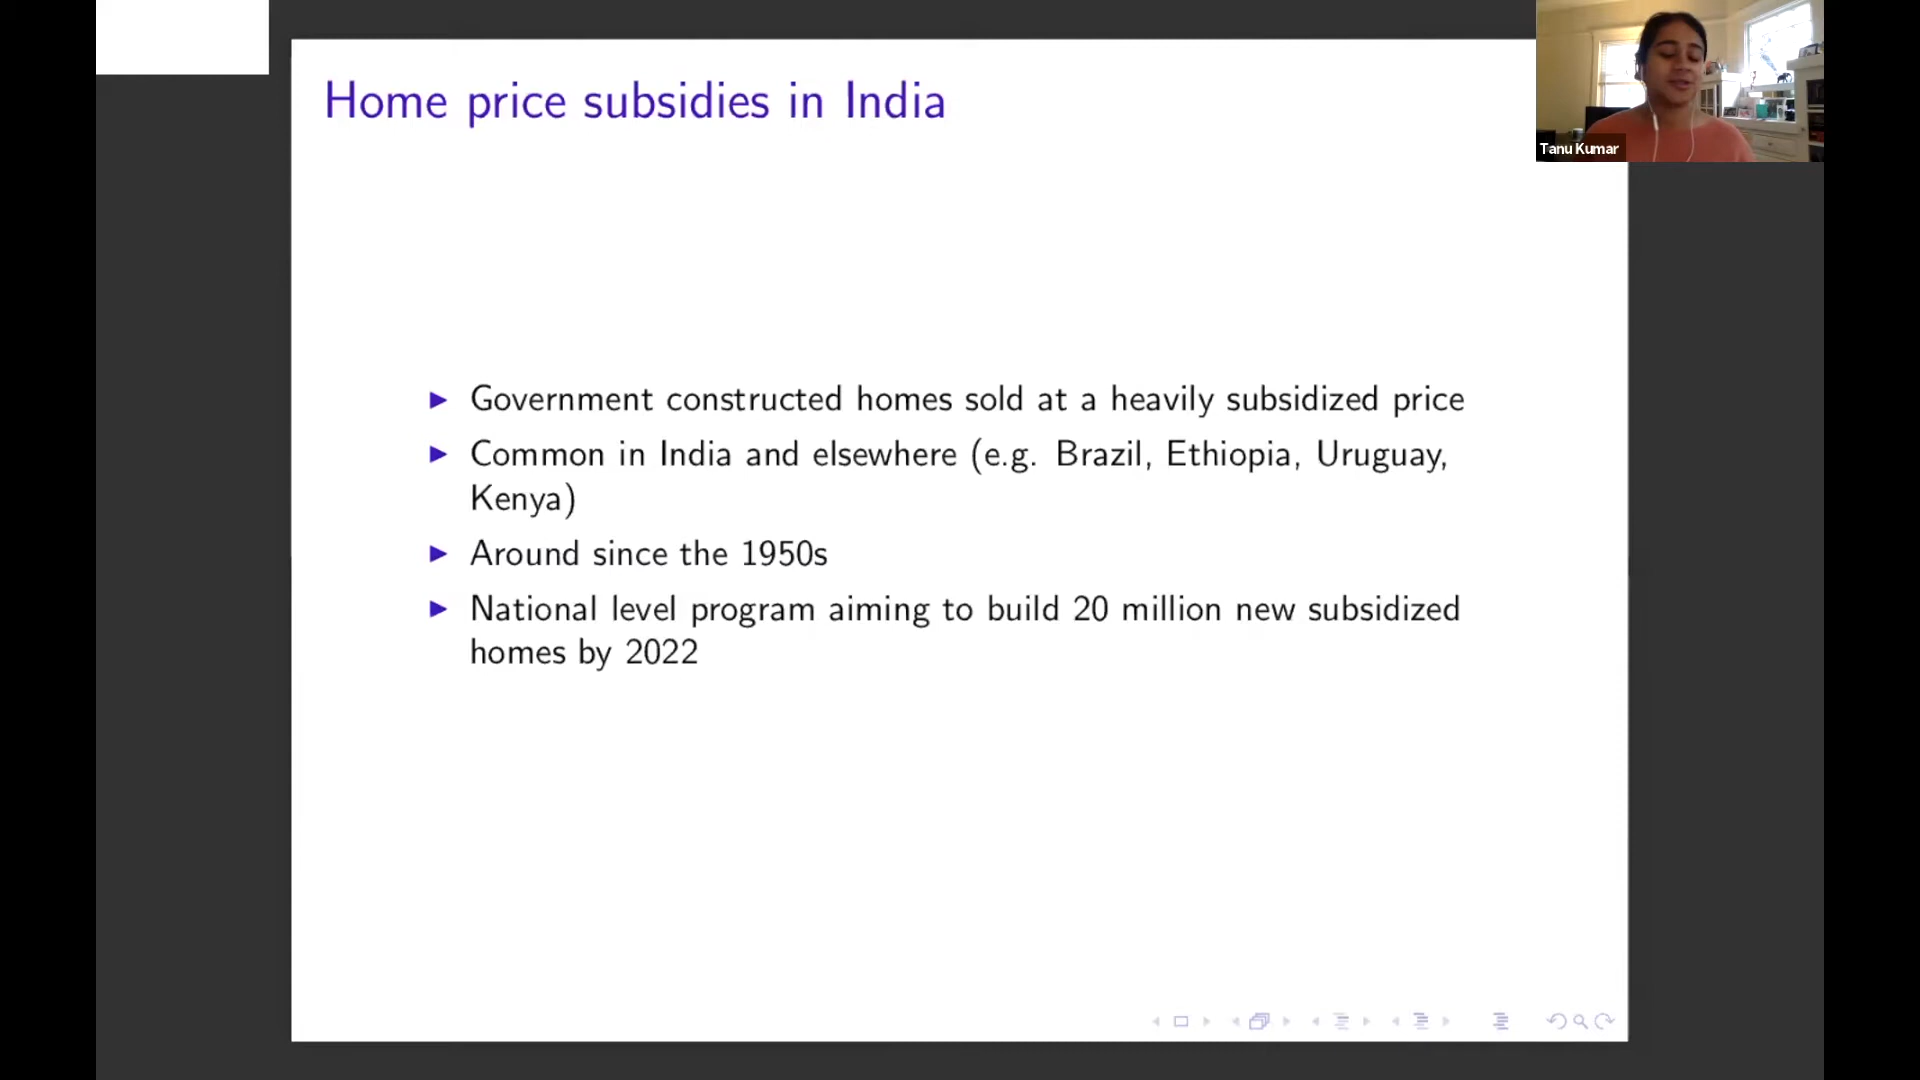 Home price subsidies in India
Tanu Kumar
Government constructed homes sold at a heavily subsidized price
Common in India and elsewhere (e.g. Brazil, Ethiopia, Uruguay,
Kenya)
Around since the 1950s
National level program aiming to build 20 million new subsidized
homes by 2022